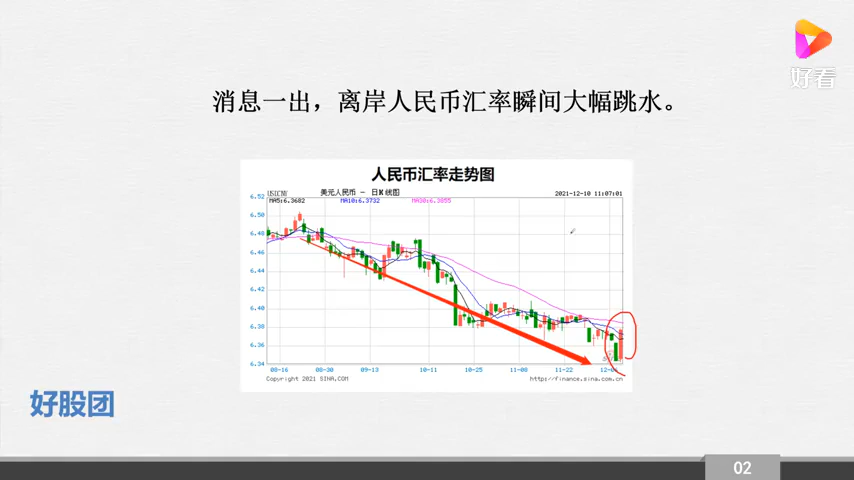 好看
消息一出，离岸人民币汇率瞬间大幅跳水。
人民币汇率走势图
USDCNY 美元人民币 - 日K线图 2021-12-10 11:07:01
MA5:6.3682 MA10:6.3732 MA30:6.3855
6.52
6.50
6.48
6.46
6.44
6.42
6.40
6.38
6.36
6.34
08-16 08-30 09-13 10-11 10-25 11-08 11-22 12-06
Copyright 2021 SINA.COM http://finance.sina.com.cn
好股团
02